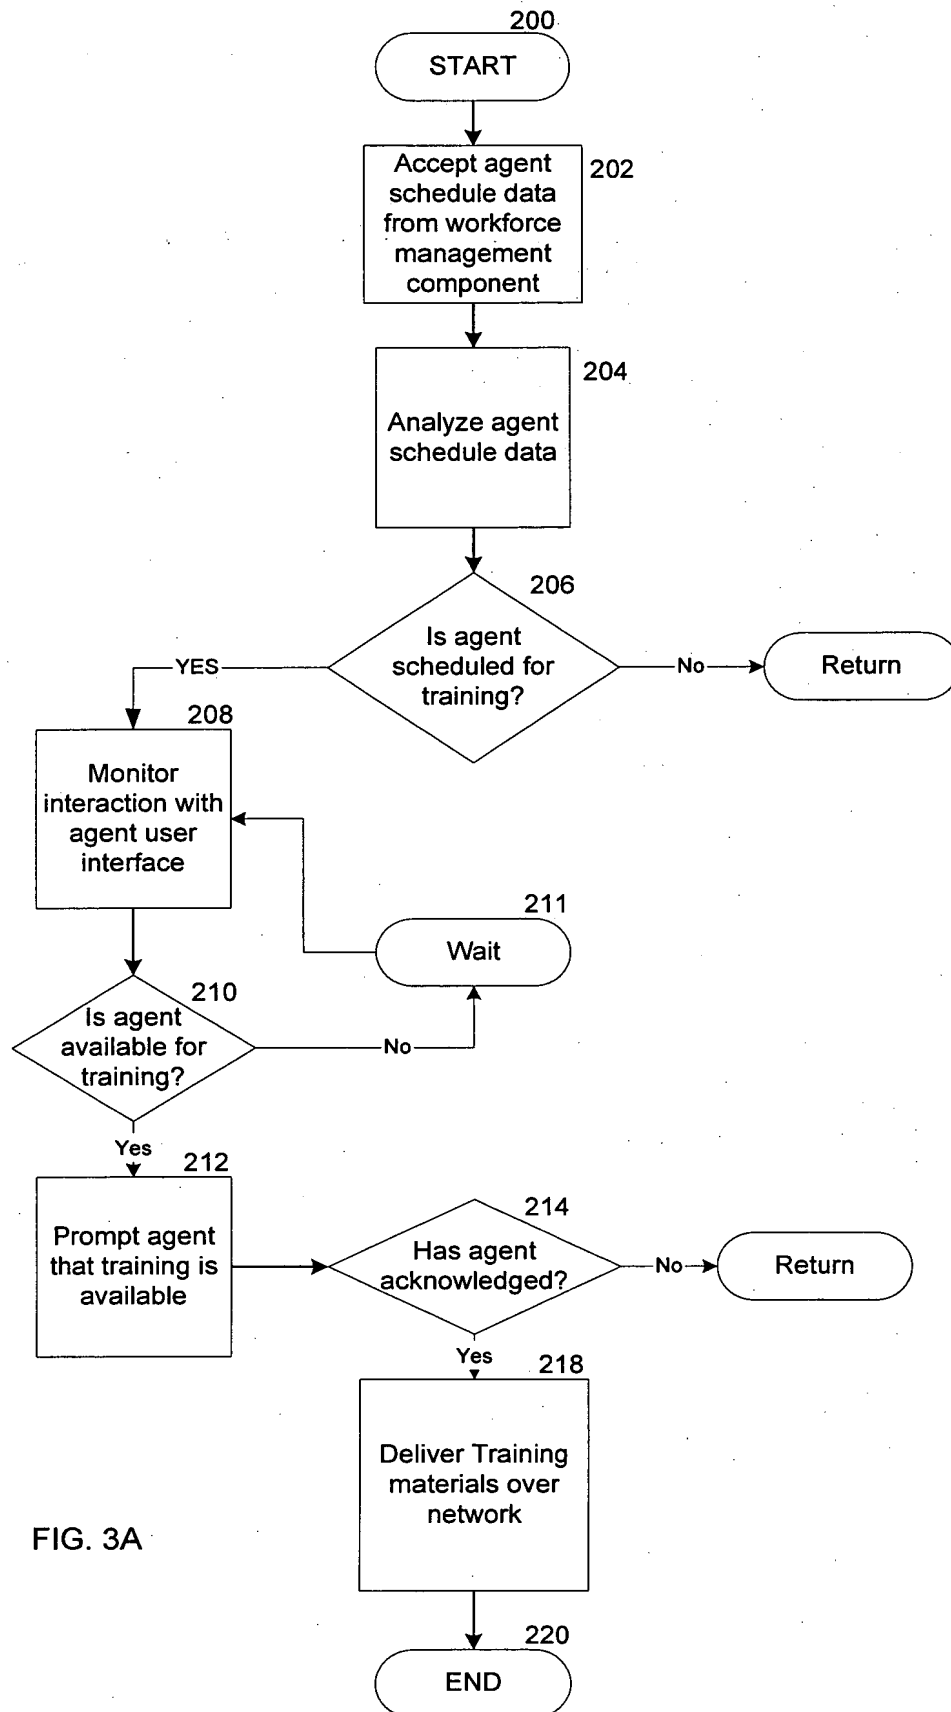 200
START
Accept agent
schedule data
from workforce
management
component
202
204
Analyze agent
schedule data
206
Is agent
scheduled for
training?
YES
No
Return
208
Monitor
interaction with
agent user
interface
211
Wait
210
Is agent
available for
training?
No
Yes
212
Prompt agent
that training is
available
214
Has agent
acknowledged?
No
Return
Yes
218
Deliver Training
materials over
network
FIG. 3A
220
END